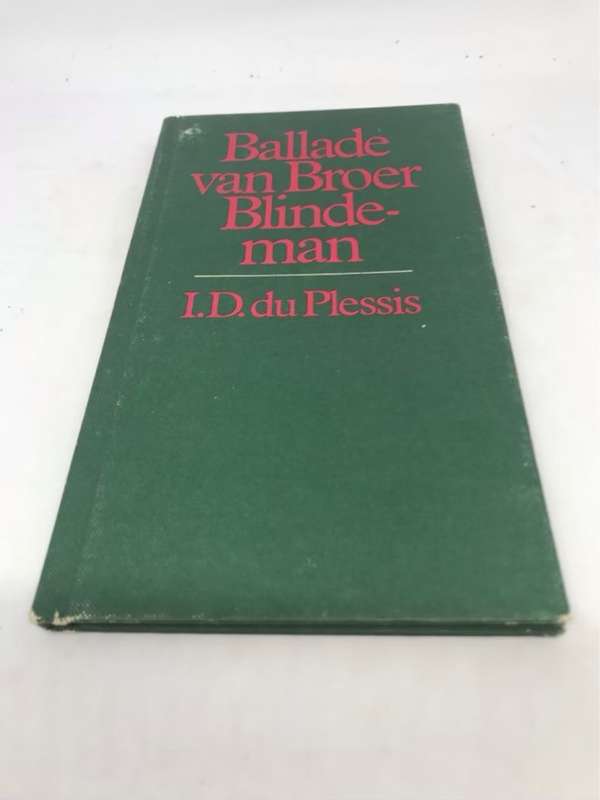 Ballade
van Broer
Blinde-
man
I.D. du Plessis